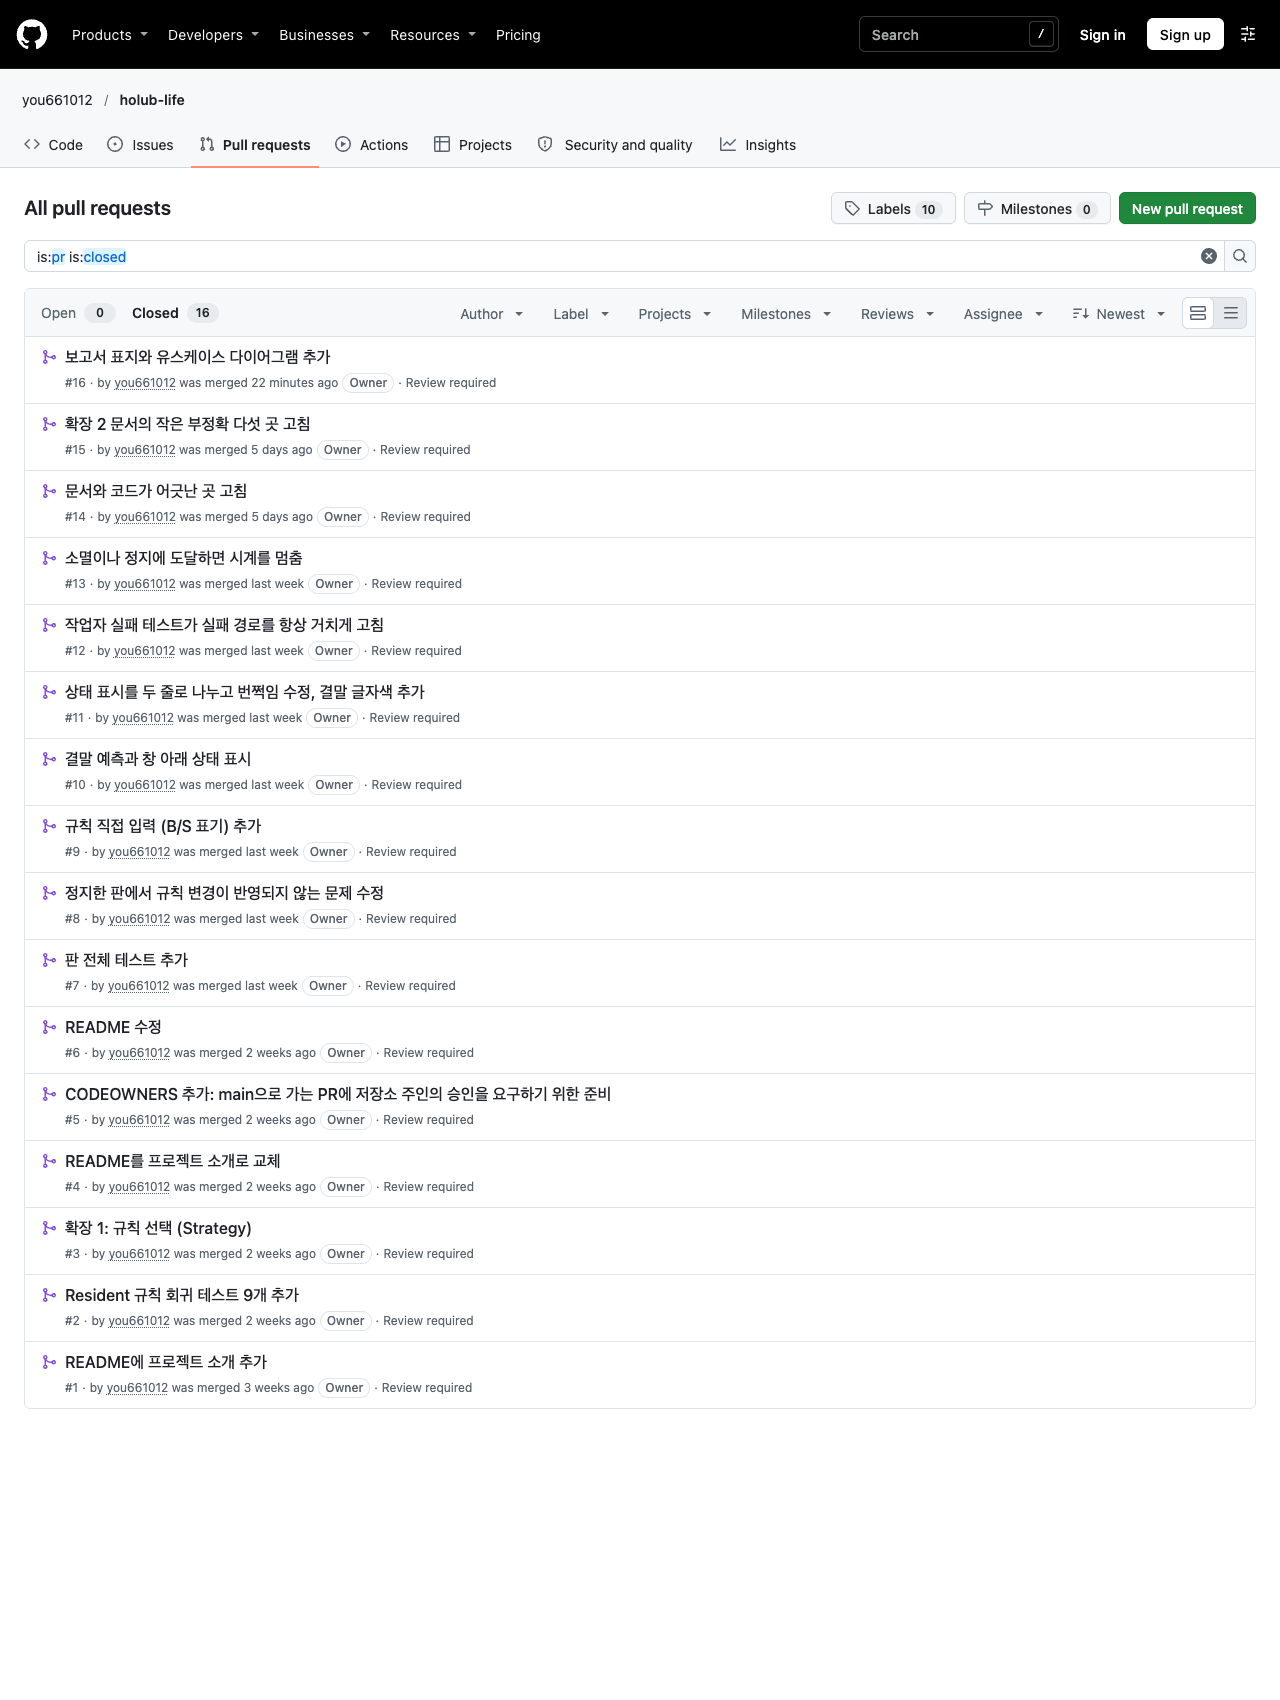 Products Developers Businesses Resources Pricing Search / Sign in Sign up
you661012 / holub-life
Code Issues Pull requests Actions Projects Security and quality Insights
All pull requests Labels 10 Milestones 0 New pull request
is:pr is:closed
Open 0 Closed 16 Author Label Projects Milestones Reviews Assignee Newest
보고서 표지와 유스케이스 다이어그램 추가
#16 · by you661012 was merged 22 minutes ago Owner · Review required
확장 2 문서의 작은 부정확 다섯 곳 고침
#15 · by you661012 was merged 5 days ago Owner · Review required
문서와 코드가 어긋난 곳 고침
#14 · by you661012 was merged 5 days ago Owner · Review required
소멸이나 정지에 도달하면 시계를 멈춤
#13 · by you661012 was merged last week Owner · Review required
작업자 실패 테스트가 실패 경로를 항상 거치게 고침
#12 · by you661012 was merged last week Owner · Review required
상태 표시를 두 줄로 나누고 번쩍임 수정, 결말 글자색 추가
#11 · by you661012 was merged last week Owner · Review required
결말 예측과 창 아래 상태 표시
#10 · by you661012 was merged last week Owner · Review required
규칙 직접 입력 (B/S 표기) 추가
#9 · by you661012 was merged last week Owner · Review required
정지한 판에서 규칙 변경이 반영되지 않는 문제 수정
#8 · by you661012 was merged last week Owner · Review required
판 전체 테스트 추가
#7 · by you661012 was merged last week Owner · Review required
README 수정
#6 · by you661012 was merged 2 weeks ago Owner · Review required
CODEOWNERS 추가: main으로 가는 PR에 저장소 주인의 승인을 요구하기 위한 준비
#5 · by you661012 was merged 2 weeks ago Owner · Review required
README를 프로젝트 소개로 교체
#4 · by you661012 was merged 2 weeks ago Owner · Review required
확장 1: 규칙 선택 (Strategy)
#3 · by you661012 was merged 2 weeks ago Owner · Review required
Resident 규칙 회귀 테스트 9개 추가
#2 · by you661012 was merged 2 weeks ago Owner · Review required
README에 프로젝트 소개 추가
#1 · by you661012 was merged 3 weeks ago Owner · Review required